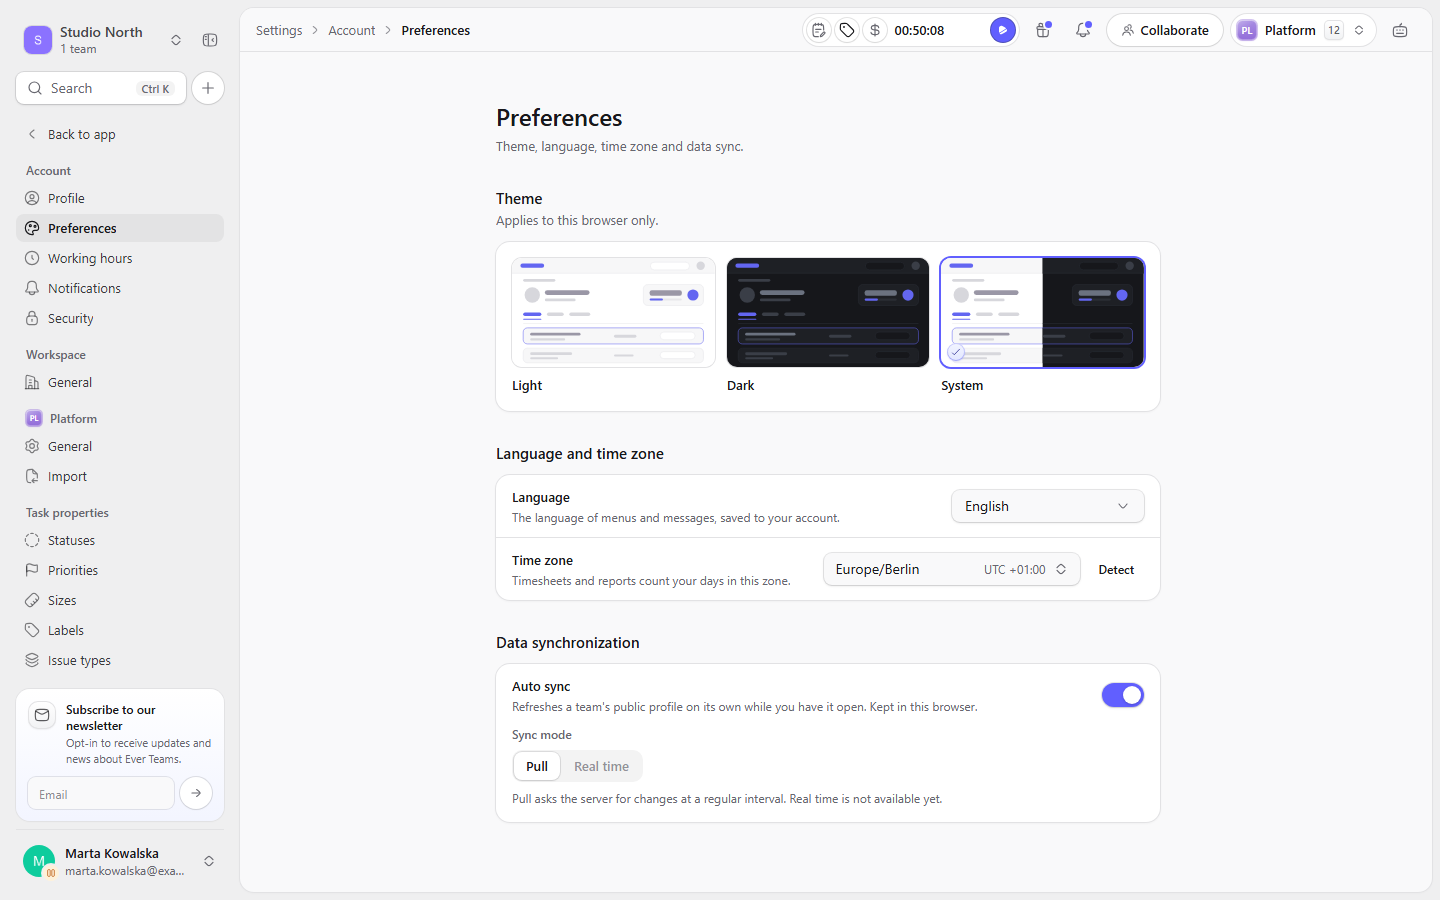 S
Studio North
1 team
Search
Ctrl K
Back to app
Account
Profile
Preferences
Working hours
Notifications
Security
Workspace
General
PL
Platform
General
Import
Task properties
Statuses
Priorities
Sizes
Labels
Issue types
Subscribe to our
newsletter
Opt-in to receive updates and
news about Ever Teams.
Email
M
Marta Kowalska
marta.kowalska@exa...
Settings
Account
Preferences
00:50:08
Collaborate
PL
Platform
12
Preferences
Theme, language, time zone and data sync.
Theme
Applies to this browser only.
Light
Dark
System
Language and time zone
Language
The language of menus and messages, saved to your account.
English
Time zone
Timesheets and reports count your days in this zone.
Europe/Berlin
UTC +01:00
Detect
Data synchronization
Auto sync
Refreshes a team's public profile on its own while you have it open. Kept in this browser.
Sync mode
Pull
Real time
Pull asks the server for changes at a regular interval. Real time is not available yet.